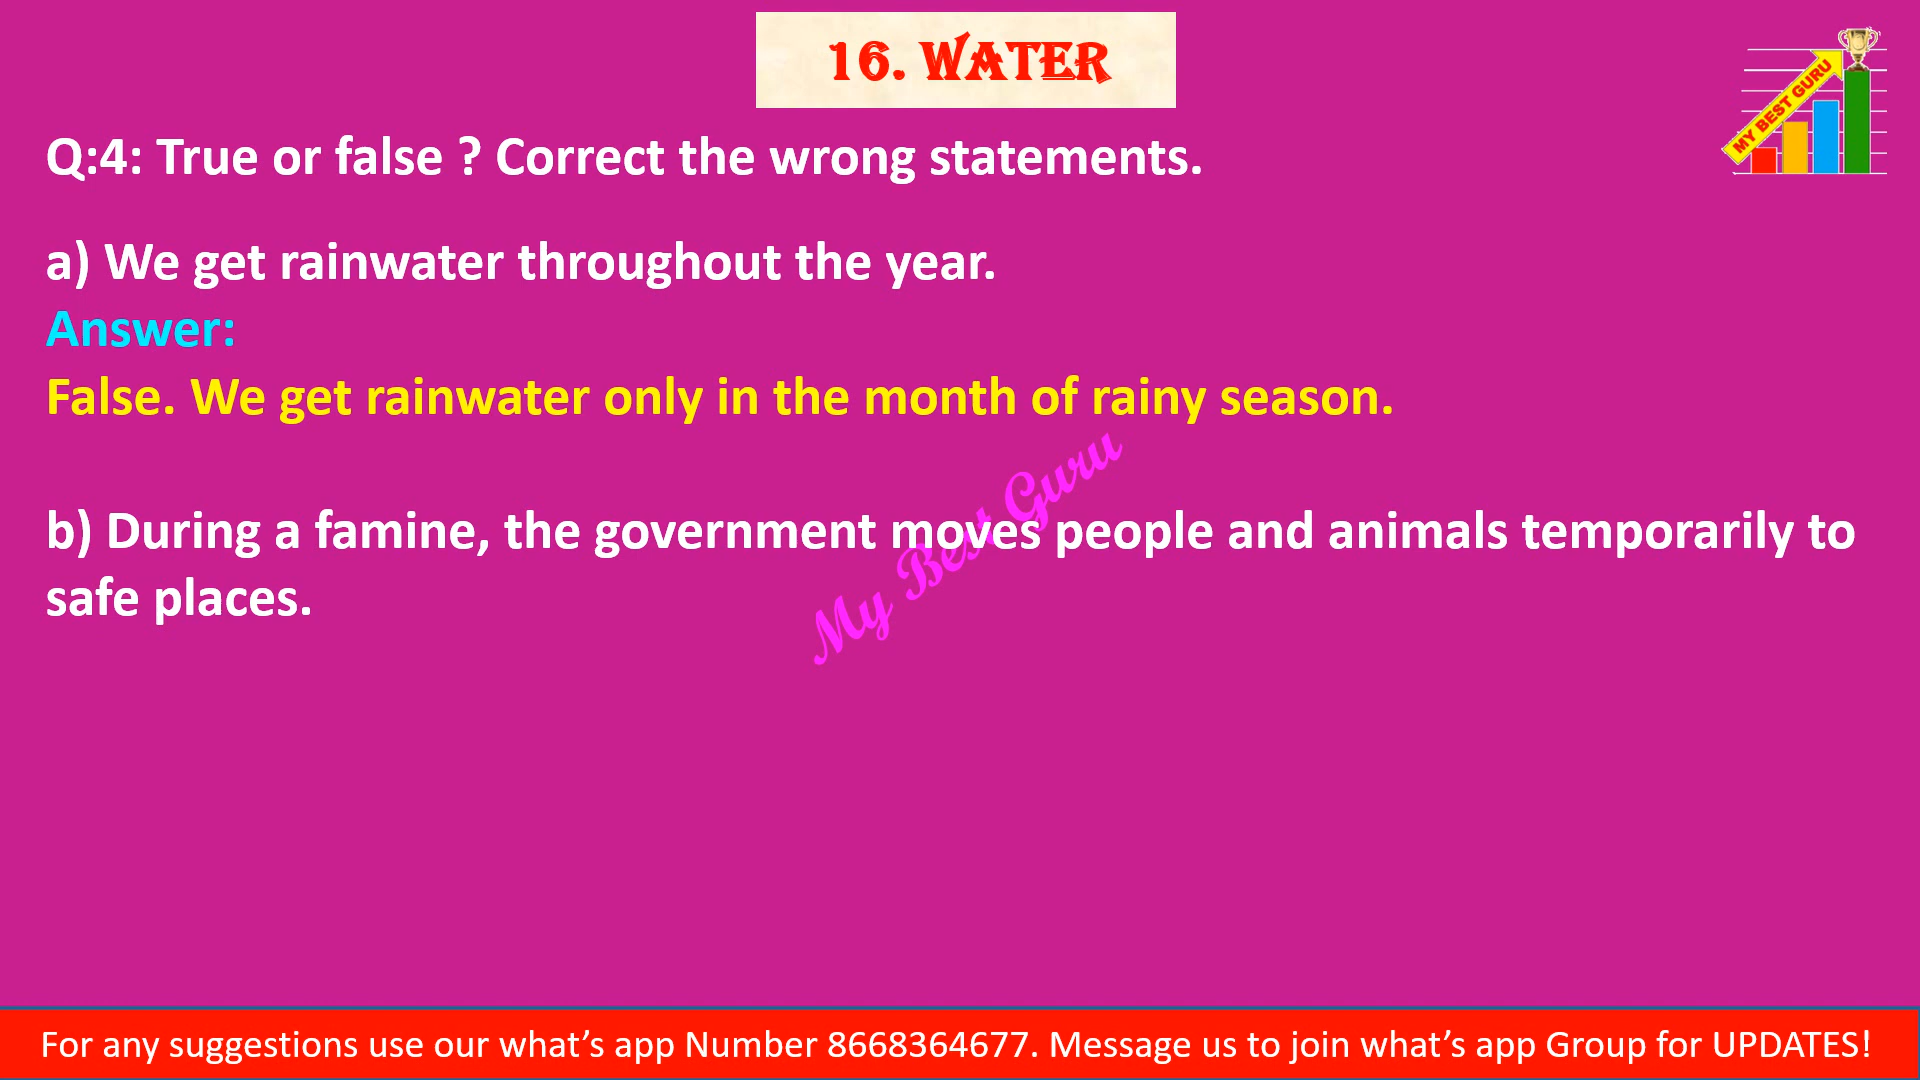 16. WATER
MY BEST GURU
Q:4: True or false ? Correct the wrong statements.
a) We get rainwater throughout the year.
Answer:
False. We get rainwater only in the month of rainy season.
b) During a famine, the government moves people and animals temporarily to
safe places.
My Best Guru
For any suggestions use our what’s app Number 8668364677. Message us to join what’s app Group for UPDATES!